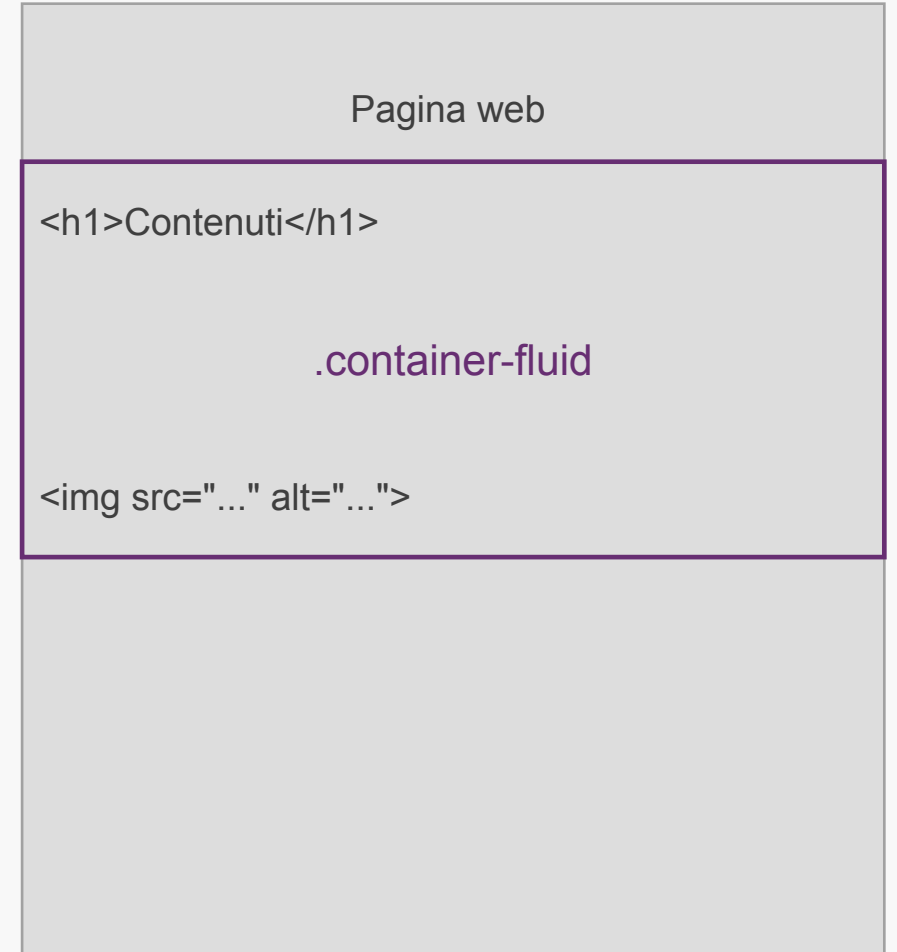 Pagina web
<h1>Contenuti</h1>
.container-fluid
<img src="..." alt="...">